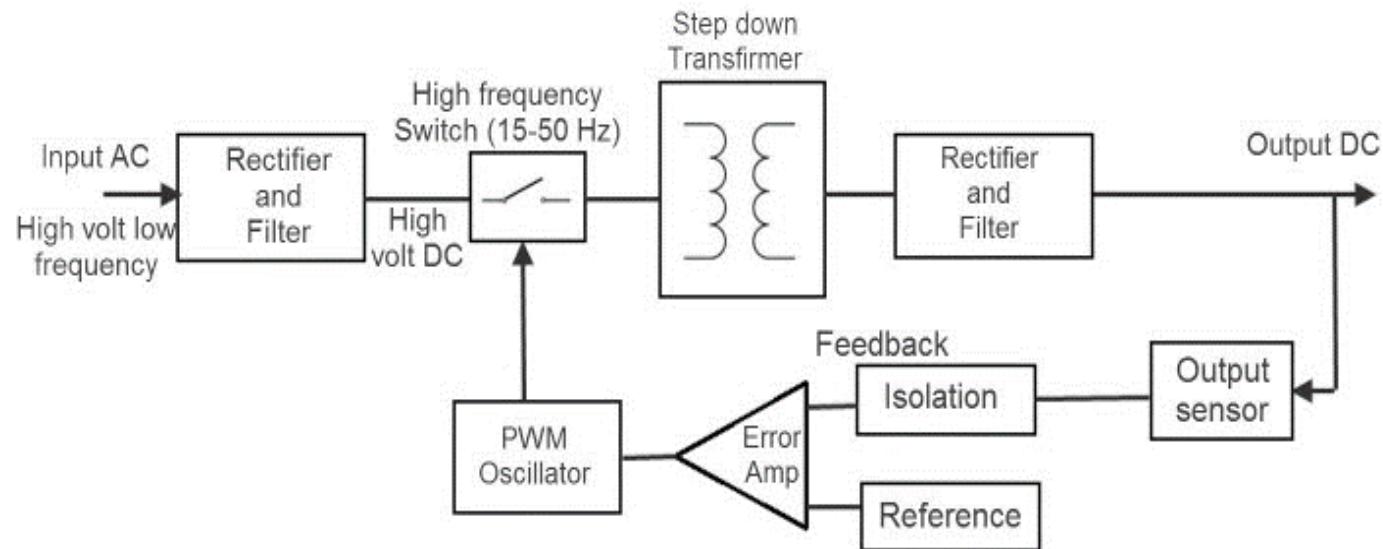 Step down
Transfirmer
High frequency
Switch (15-50 Hz)
Input AC
High volt low
frequency
Rectifier
and
Filter
High
volt DC
Rectifier
and
Filter
Output DC
Feedback
Isolation
Output
sensor
Error
Amp
PWM
Oscillator
Reference